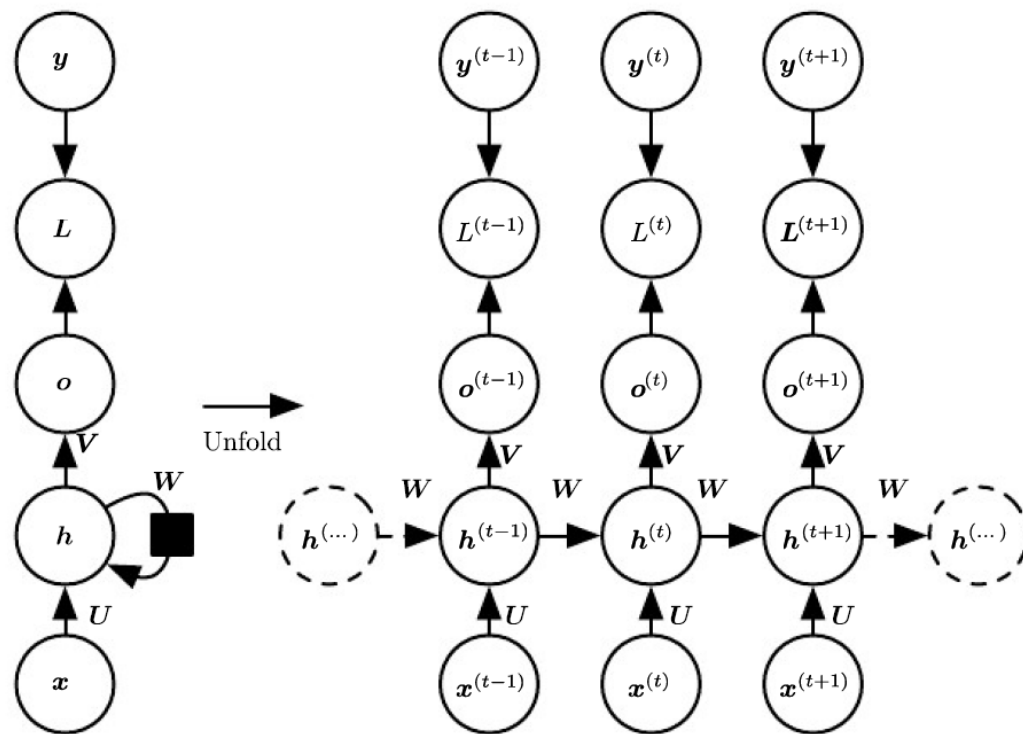 y y^{(t−1)} y^{(t)} y^{(t+1)}
L L^{(t−1)} L^{(t)} L^{(t+1)}
o o^{(t−1)} o^{(t)} o^{(t+1)}
Unfold
V V V V
W W W W W
h h^{(...)} h^{(t−1)} h^{(t)} h^{(t+1)} h^{(...)}
U U U U
x x^{(t−1)} x^{(t)} x^{(t+1)}